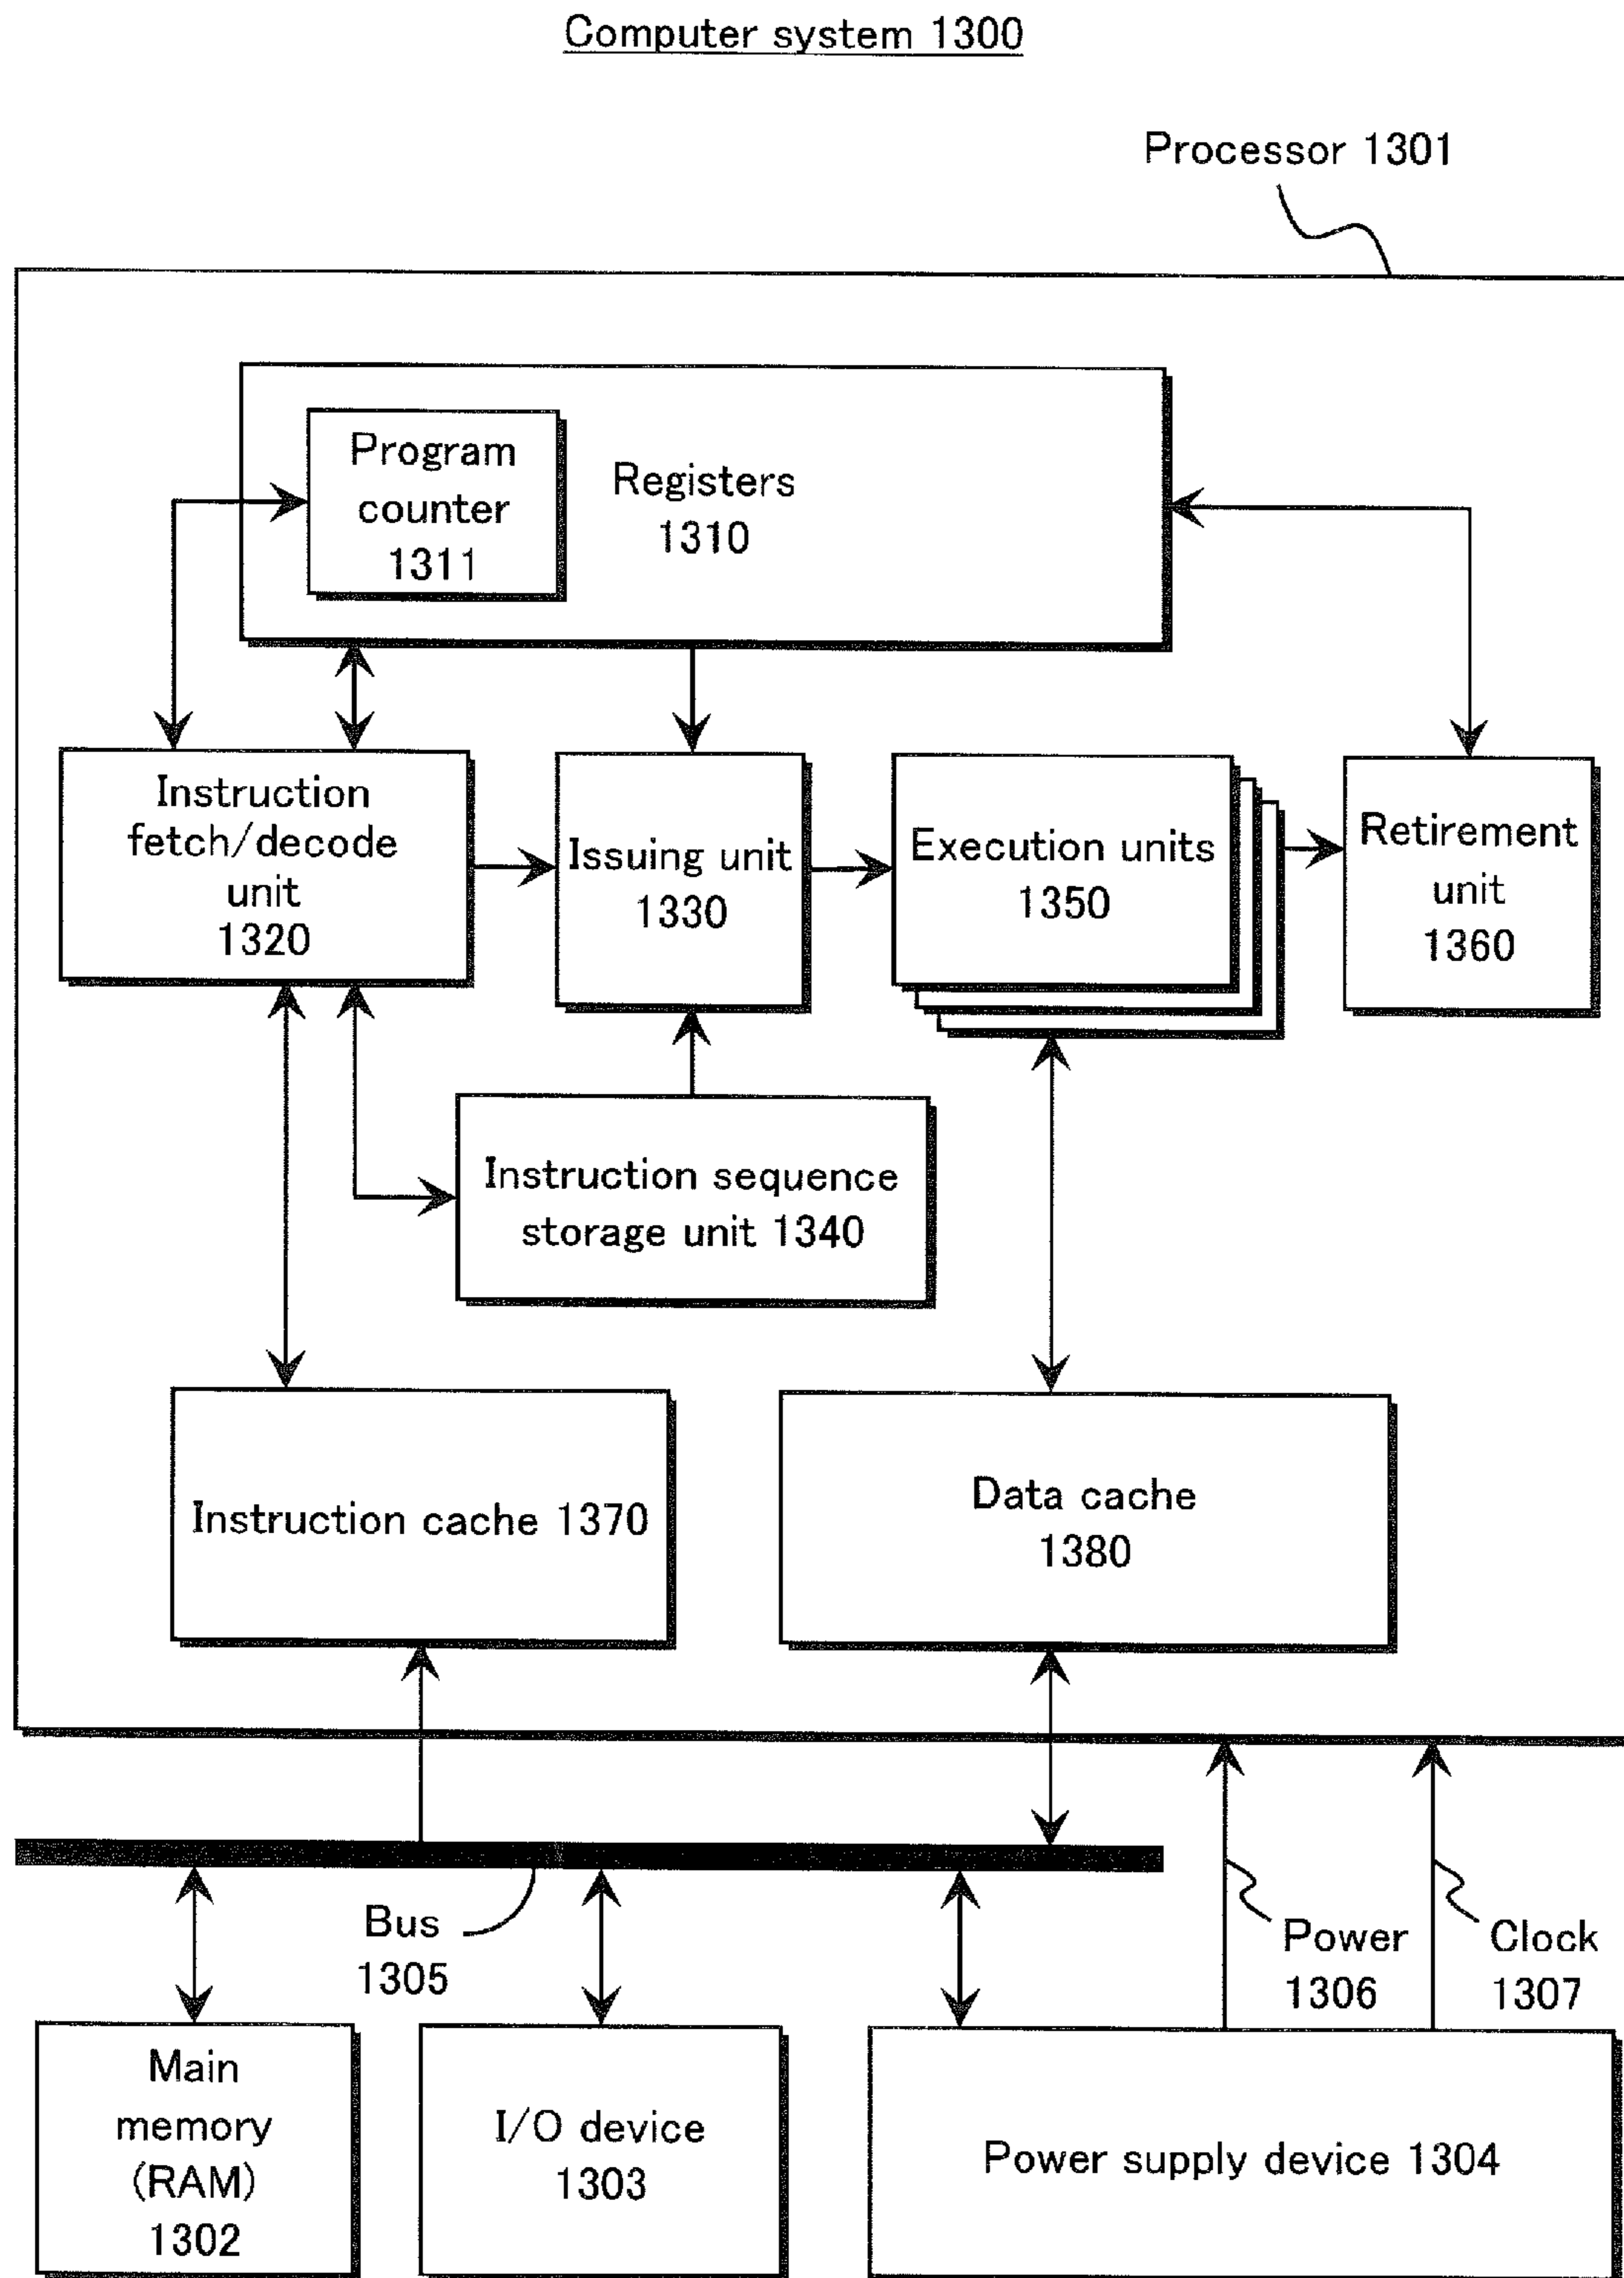 Computer system 1300
Processor 1301
Program
counter
1311
Registers
1310
Instruction
fetch/decode
unit
1320
Issuing unit
1330
Execution units
1350
Retirement
unit
1360
Instruction sequence
storage unit 1340
Instruction cache 1370
Data cache
1380
Bus
1305
Power
1306
Clock
1307
Main
memory
(RAM)
1302
I/O device
1303
Power supply device 1304